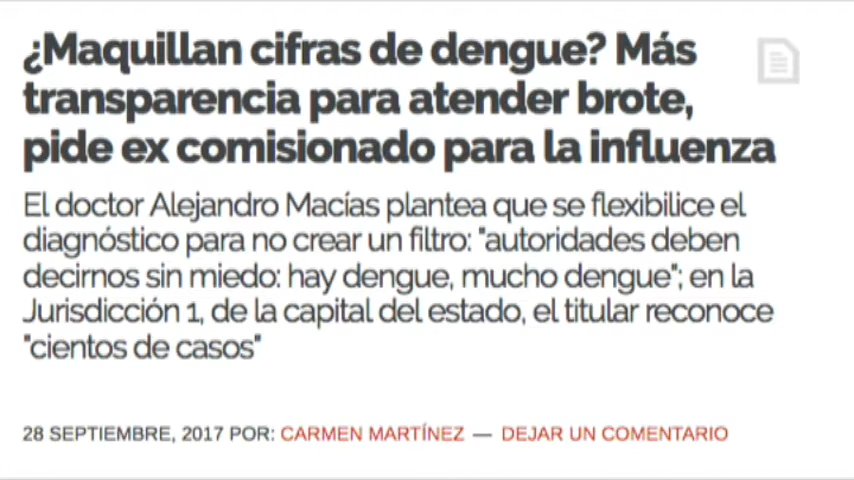 ¿Maquillan cifras de dengue? Más
transparencia para atender brote,
pide ex comisionado para la influenza
El doctor Alejandro Macías plantea que se flexibilice el
diagnóstico para no crear un filtro: "autoridades deben
decirnos sin miedo: hay dengue, mucho dengue"; en la
Jurisdicción 1, de la capital del estado, el titular reconoce
"cientos de casos"
28 SEPTIEMBRE, 2017 POR: CARMEN MARTÍNEZ — DEJAR UN COMENTARIO